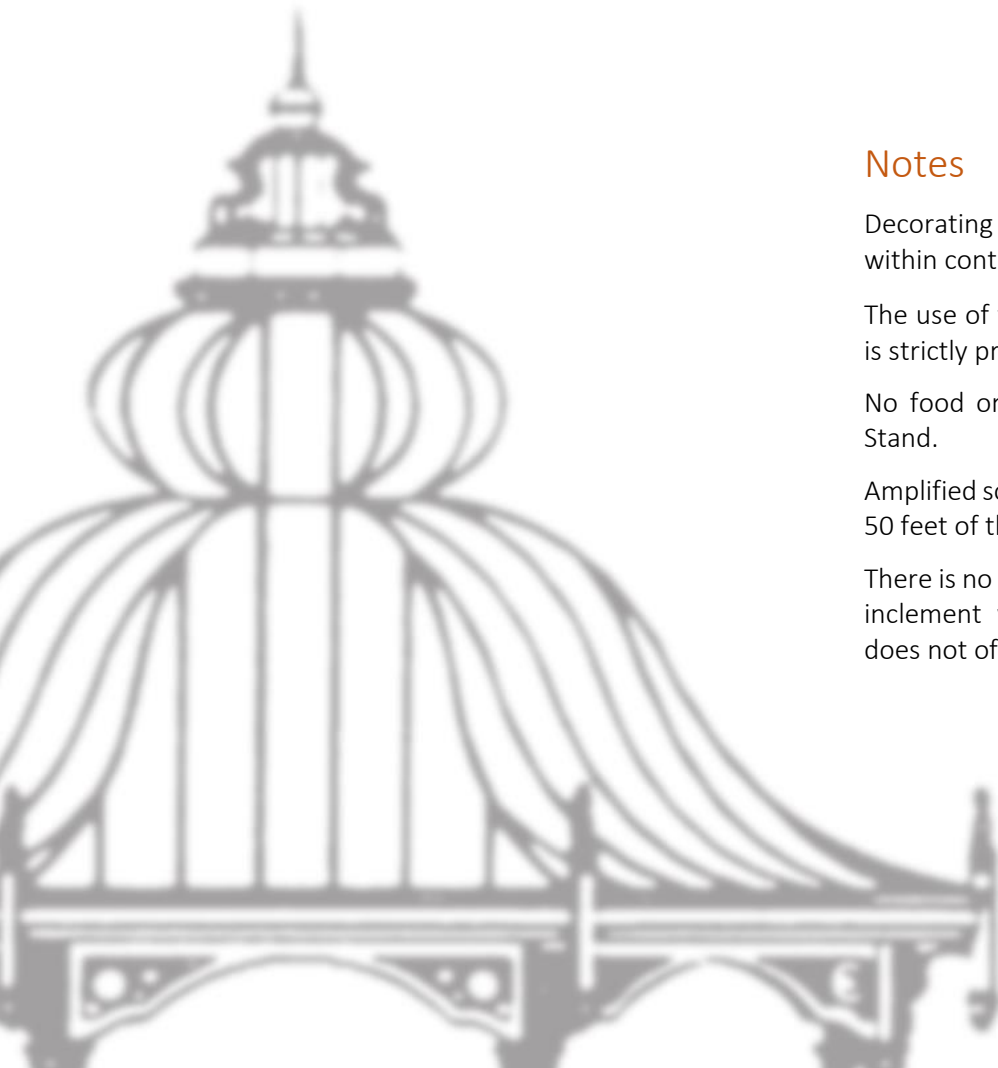 Notes
Decorating
within cont
The use of
is strictly pr
No food or
Stand.
Amplified so
50 feet of th
There is no
inclement
does not of